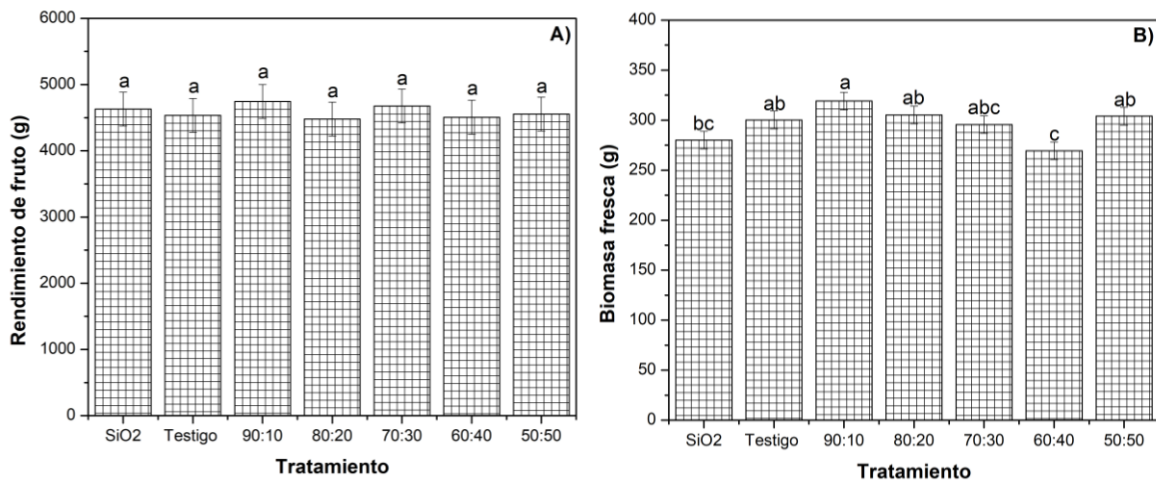 A)
Rendimiento de fruto (g)
6000
5000
4000
3000
2000
1000
0
a a a a a a a
SiO2 Testigo 90:10 80:20 70:30 60:40 50:50
Tratamiento
B)
Biomasa fresca (g)
400
350
300
250
200
150
100
50
0
bc ab a ab abc c ab
SiO2 Testigo 90:10 80:20 70:30 60:40 50:50
Tratamiento